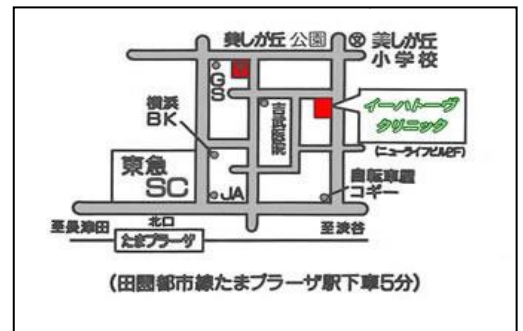 美しが丘 公園
美しが丘
小学校
GS
イーハトーヴ
クリニック
横浜
BK
吉武医院
(ニューライフビル2F)
東急
SC
自転車屋
コギー
JA
至長津田
北口
至渋谷
たまプラーザ
(田園都市線たまプラーザ駅下車5分)